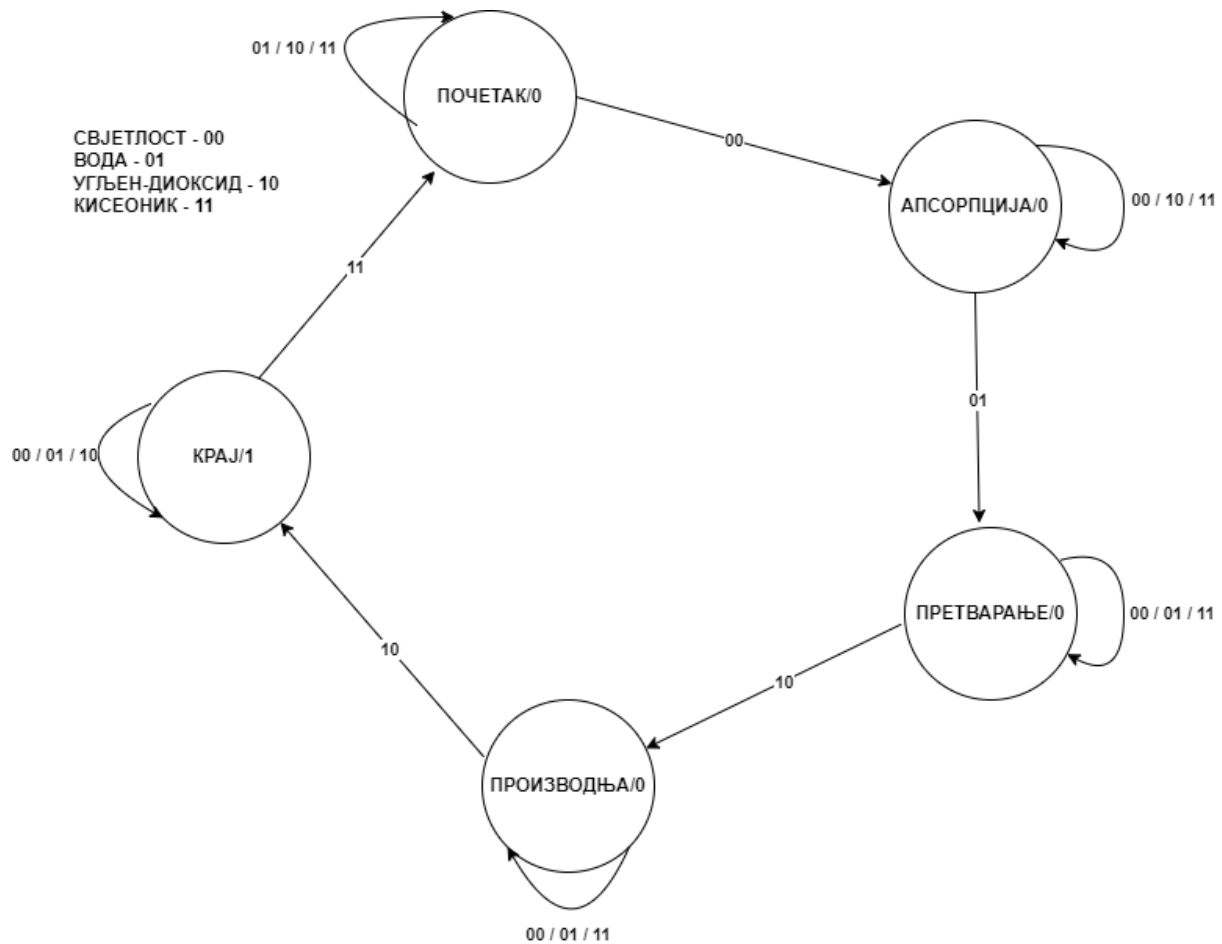 01 / 10 / 11
ПОЧЕТАК/0
СВЈЕТЛОСТ - 00
ВОДА - 01
УГЉЕН-ДИОКСИД - 10
КИСЕОНИК - 11
00
АПСОРПЦИЈА/0
00 / 10 / 11
11
01
00 / 01 / 10
КРАЈ/1
ПРЕТВАРАЊЕ/0
00 / 01 / 11
10
10
ПРОИЗВОДЊА/0
00 / 01 / 11